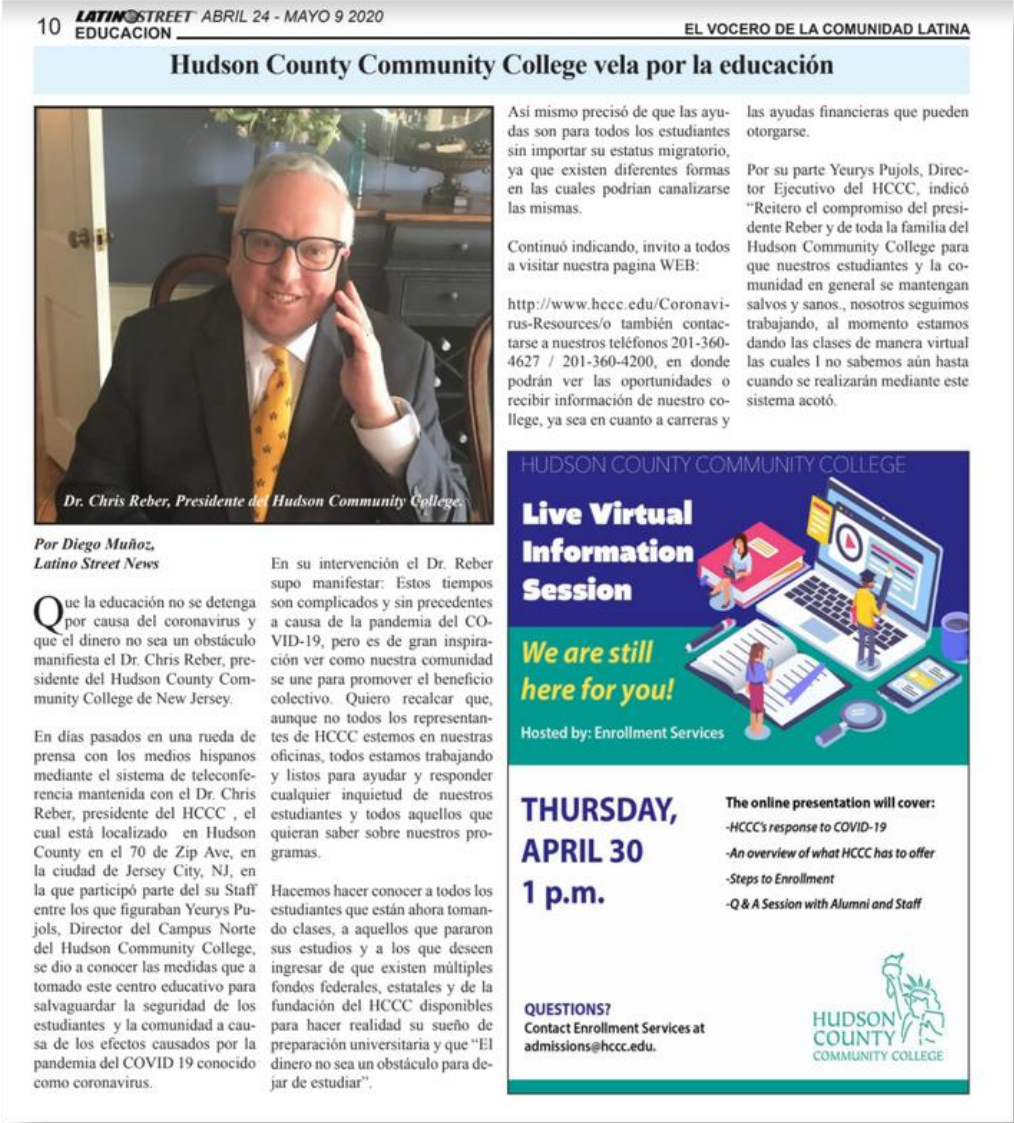 10
LATINOSTREET ABRIL 24 - MAYO 9 2020
EDUCACION
EL VOCERO DE LA COMUNIDAD LATINA
Hudson County Community College vela por la educación
Dr. Chris Reber, Presidente del Hudson Community College.
Por Diego Muñoz,
Latino Street News
Que la educación no se detenga
por causa del coronavirus y
que el dinero no sea un obstáculo
manifiesta el Dr. Chris Reber, pre-
sidente del Hudson County Com-
munity College de New Jersey.
En días pasados en una rueda de
prensa con los medios hispanos
mediante el sistema de teleconfe-
rencia mantenida con el Dr. Chris
Reber, presidente del HCCC , el
cual está localizado en Hudson
County en el 70 de Zip Ave, en
la ciudad de Jersey City, NJ, en
la que participó parte del su Staff
entre los que figuraban Yeurys Pu-
jols, Director del Campus Norte
del Hudson Community College,
se dio a conocer las medidas que a
tomado este centro educativo para
salvaguardar la seguridad de los
estudiantes y la comunidad a cau-
sa de los efectos causados por la
pandemia del COVID 19 conocido
como coronavirus.
En su intervención el Dr. Reber
supo manifestar: Estos tiempos
son complicados y sin precedentes
a causa de la pandemia del CO-
VID-19, pero es de gran inspira-
ción ver como nuestra comunidad
se une para promover el beneficio
colectivo. Quiero recalcar que,
aunque no todos los representan-
tes de HCCC estemos en nuestras
oficinas, todos estamos trabajando
y listos para ayudar y responder
cualquier inquietud de nuestros
estudiantes y todos aquellos que
quieran saber sobre nuestros pro-
gramas.
Hacemos hacer conocer a todos los
estudiantes que están ahora toman-
do clases, a aquellos que pararon
sus estudios y a los que deseen
ingresar de que existen múltiples
fondos federales, estatales y de la
fundación del HCCC disponibles
para hacer realidad su sueño de
preparación universitaria y que “El
dinero no sea un obstáculo para de-
jar de estudiar”.
Así mismo precisó de que las ayu-
das son para todos los estudiantes
sin importar su estatus migratorio,
ya que existen diferentes formas
en las cuales podrían canalizarse
las mismas.
Continuó indicando, invito a todos
a visitar nuestra pagina WEB:
http://www.hccc.edu/Coronavi-
rus-Resources/o también contac-
tarse a nuestros teléfonos 201-360-
4627 / 201-360-4200, en donde
podrán ver las oportunidades o
recibir información de nuestro co-
llege, ya sea en cuanto a carreras y
las ayudas financieras que pueden
otorgarse.
Por su parte Yeurys Pujols, Direc-
tor Ejecutivo del HCCC, indicó
“Reitero el compromiso del presi-
dente Reber y de toda la familia del
Hudson Community College para
que nuestros estudiantes y la co-
munidad en general se mantengan
salvos y sanos., nosotros seguimos
trabajando, al momento estamos
dando las clases de manera virtual
las cuales l no sabemos aún hasta
cuando se realizarán mediante este
sistema acotó.
HUDSON COUNTY COMMUNITY COLLEGE
Live Virtual
Information
Session
We are still
here for you!
Hosted by: Enrollment Services
THURSDAY,
APRIL 30
1 p.m.
The online presentation will cover:
-HCCC's response to COVID-19
-An overview of what HCCC has to offer
-Steps to Enrollment
-Q & A Session with Alumni and Staff
QUESTIONS?
Contact Enrollment Services at
admissions@hccc.edu.
HUDSON
COUNTY
COMMUNITY COLLEGE